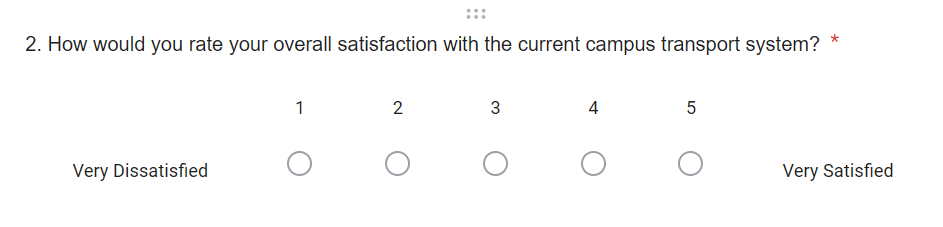 2. How would you rate your overall satisfaction with the current campus transport system? *
1 2 3 4 5
Very Dissatisfied Very Satisfied